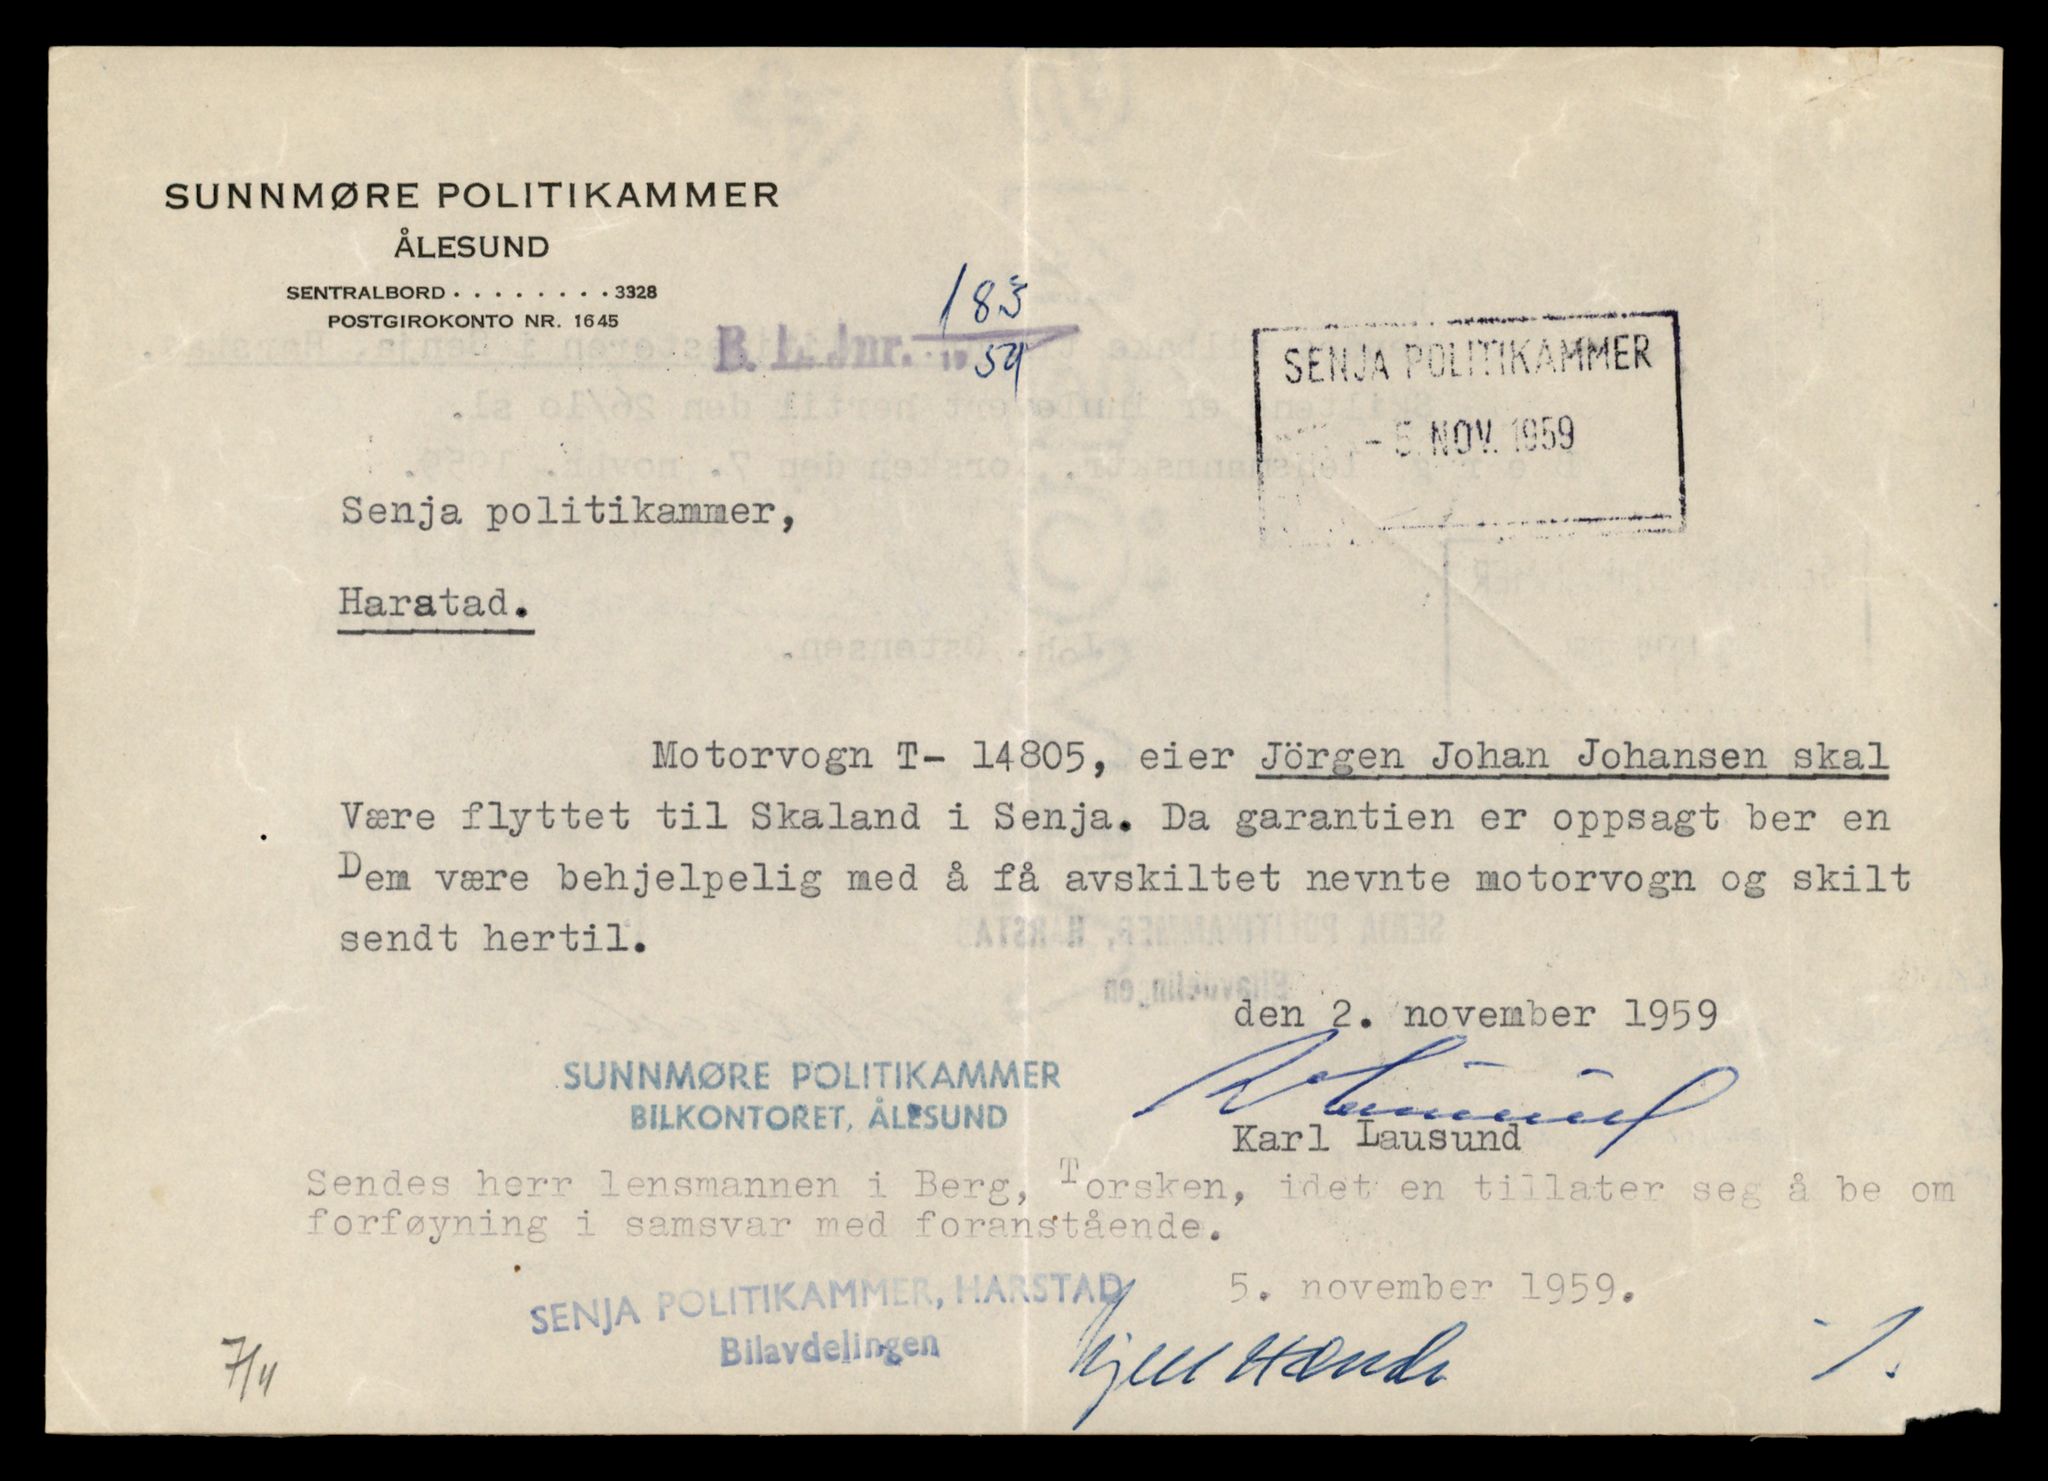 SUNNMØRE POLITIKAMMER
ÅLESUND
SENTRALBORD . . . . . . . . 3328
POSTGIROKONTO NR. 1645
B. L. Jnr. 183
19 59
SENJA POLITIKAMMER
- 5. NOV. 1959
Senja politikammer,
Haratad.
Motorvogn T- 14805, eier Jörgen Johan Johansen skal
Være flyttet til Skaland i Senja. Da garantien er oppsagt ber en
Dem være behjelpelig med å få avskiltet nevnte motorvogn og skilt
sendt hertil.
den 2. november 1959
SUNNMØRE POLITIKAMMER
BILKONTORET, ÅLESUND
Karl Lausund
Sendes herr lensmannen i Berg, Torsken, idet en tillater seg å be om
forføyning i samsvar med foranstående.
SENJA POLITIKAMMER, HARSTAD
Bilavdelingen
5. november 1959.
7/11